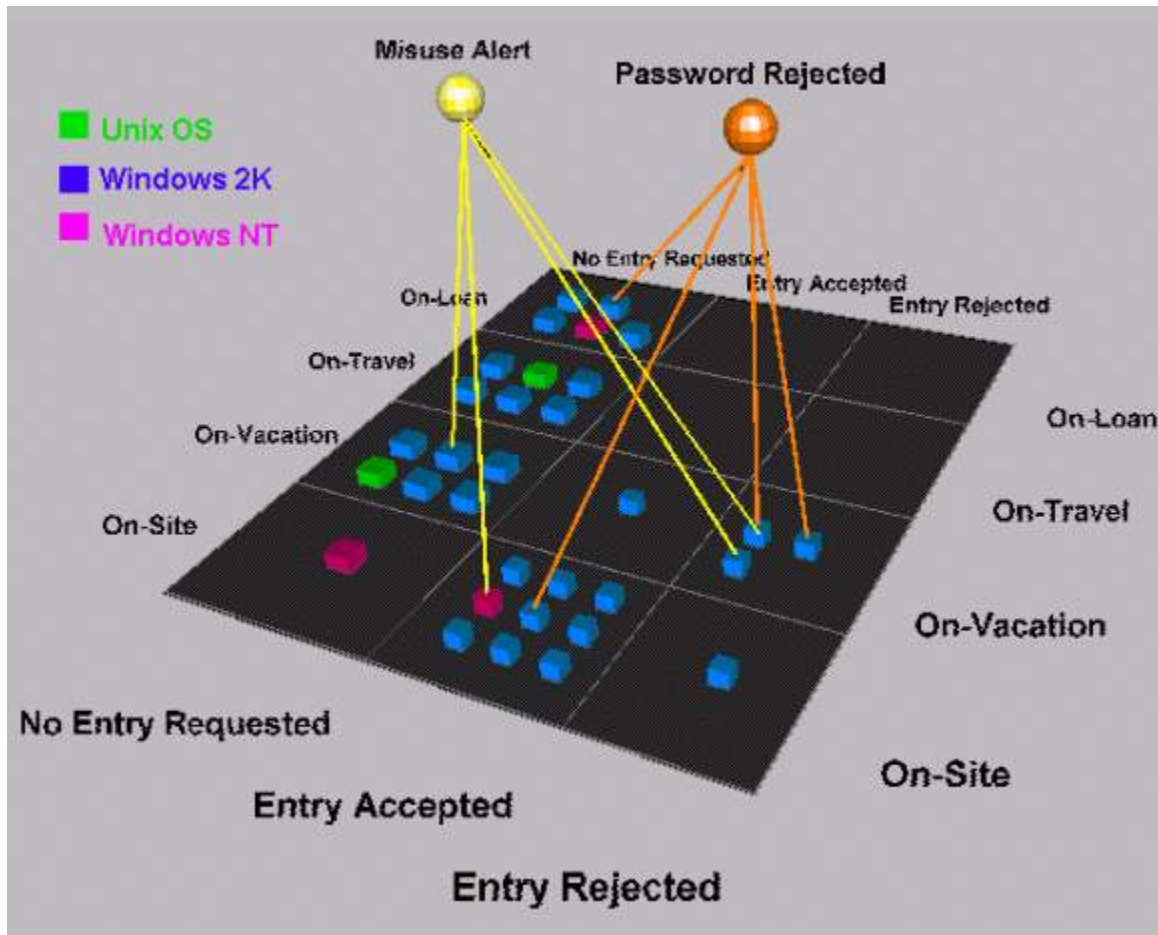 Misuse Alert
Password Rejected
Unix OS
Windows 2K
Windows NT
No Entry Requested
Entry Accepted
Entry Rejected
On-Loan
On-Travel
On-Vacation
On-Site
On-Loan
On-Travel
On-Vacation
On-Site
No Entry Requested
Entry Accepted
Entry Rejected